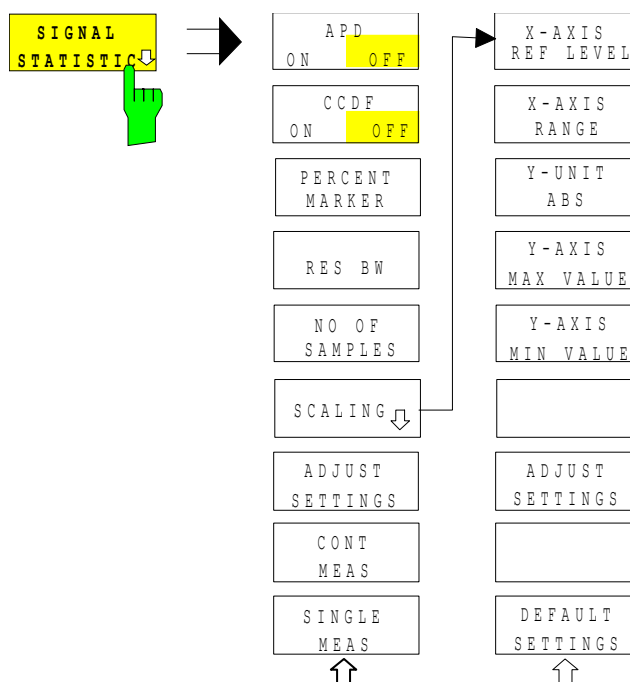 SIGNAL
STATISTIC
APD
ON OFF
CCDF
ON OFF
PERCENT
MARKER
RES BW
NO OF
SAMPLES
SCALING
ADJUST
SETTINGS
CONT
MEAS
SINGLE
MEAS
X-AXIS
REF LEVEL
X-AXIS
RANGE
Y-UNIT
ABS
Y-AXIS
MAX VALUE
Y-AXIS
MIN VALUE
ADJUST
SETTINGS
DEFAULT
SETTINGS